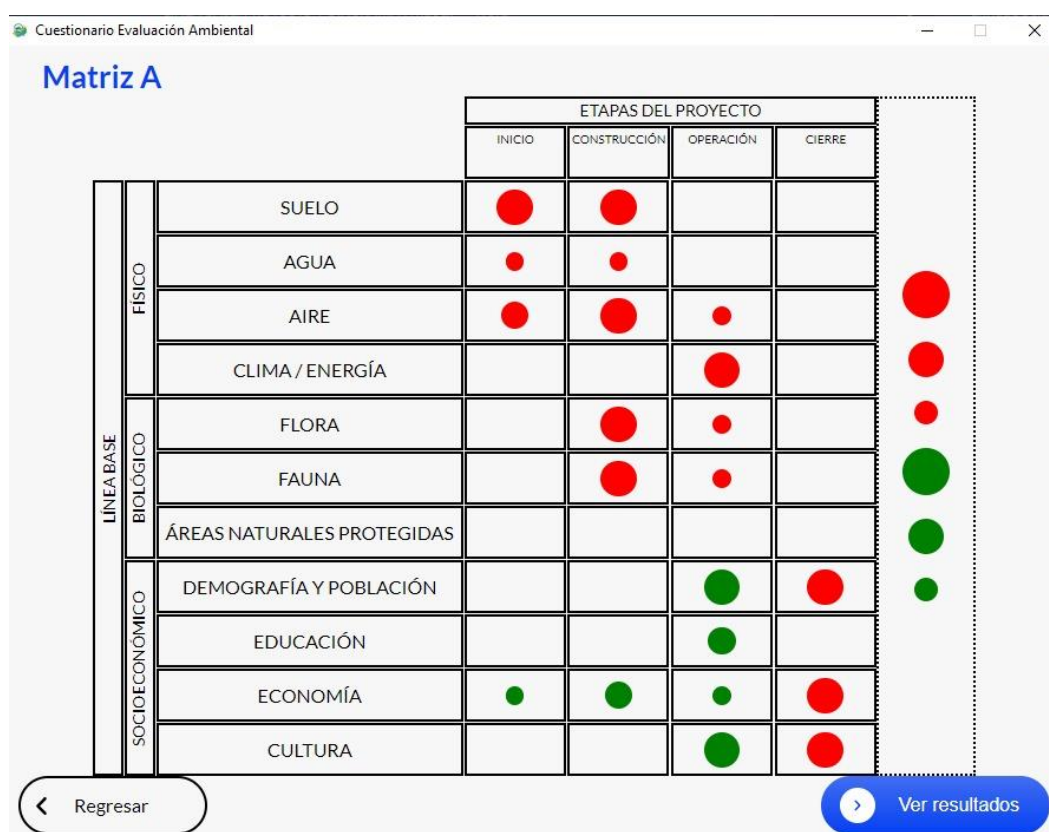 Cuestionario Evaluación Ambiental
Matriz A
ETAPAS DEL PROYECTO
INICIO
CONSTRUCCIÓN
OPERACIÓN
CIERRE
LÍNEA BASE
FÍSICO
SUELO
AGUA
AIRE
CLIMA / ENERGÍA
BIOLÓGICO
FLORA
FAUNA
ÁREAS NATURALES PROTEGIDAS
SOCIOECONÓMICO
DEMOGRAFÍA Y POBLACIÓN
EDUCACIÓN
ECONOMÍA
CULTURA
Regresar
Ver resultados